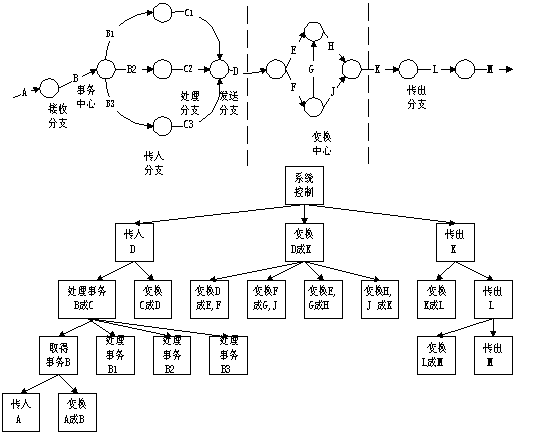 C1
B1
E
H
A
B
B2
C2
D
G
K
L
M
事务
中心
接收
分支
处理
分支
发送
分支
F
J
传出
分支
B3
C3
传入
分支
变换
中心
系统
控制
传入
D
变换
D成K
传出
K
处理事务
B成C
变换
C成D
变换D
成E,F
变换F
成G,J
变换E,
G成H
变换H,
J 成K
变换
K成L
传出
L
取得
事务B
处理
事务
B1
处理
事务
B2
处理
事务
B3
变换
L成M
传出
M
传入
A
变换
A成B